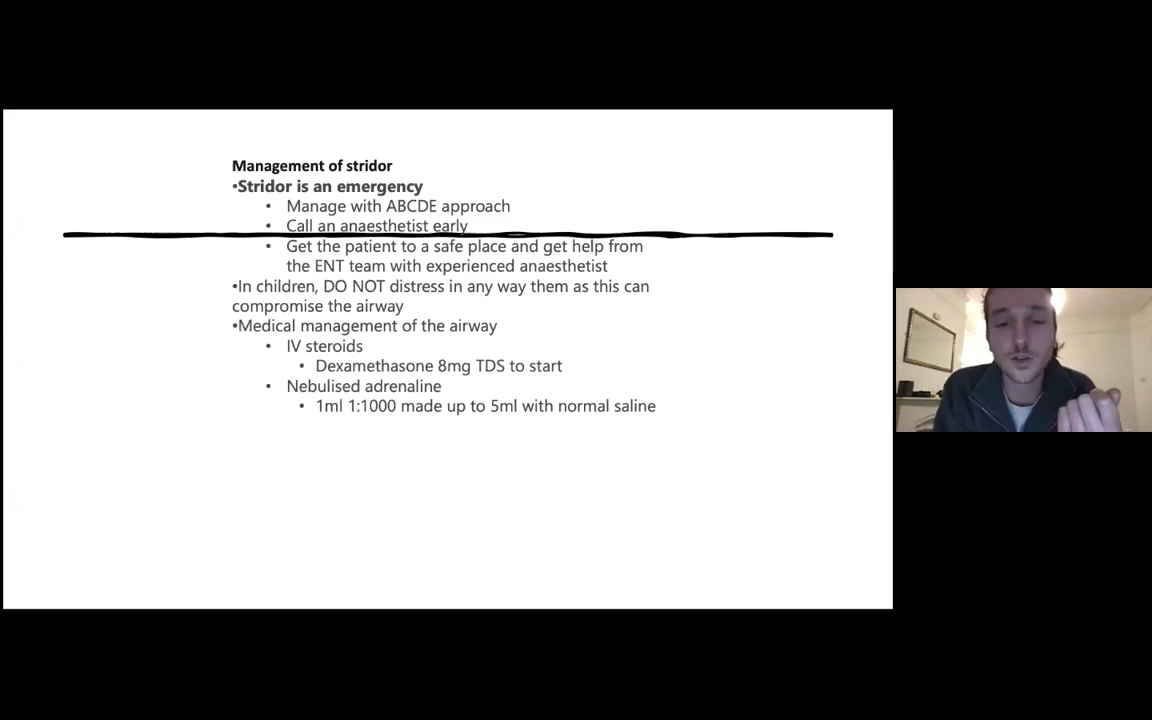 Management of stridor
•Stridor is an emergency
• Manage with ABCDE approach
• Call an anaesthetist early
• Get the patient to a safe place and get help from
the ENT team with experienced anaesthetist
•In children, DO NOT distress in any way them as this can
compromise the airway
•Medical management of the airway
• IV steroids
• Dexamethasone 8mg TDS to start
• Nebulised adrenaline
• 1ml 1:1000 made up to 5ml with normal saline